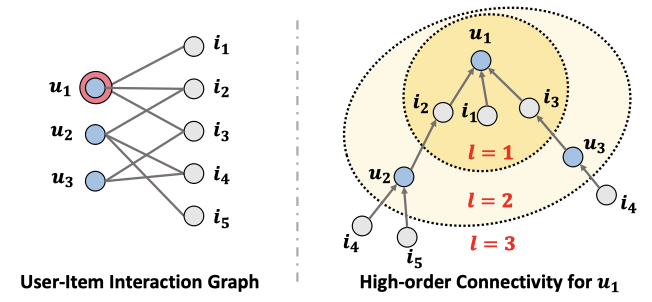 u₁
u₂
u₃
i₁
i₂
i₃
i₄
i₅
User-Item Interaction Graph
u₁
i₂
i₁
i₃
l = 1
u₂
u₃
l = 2
i₄
i₄
i₅
l = 3
High-order Connectivity for u₁